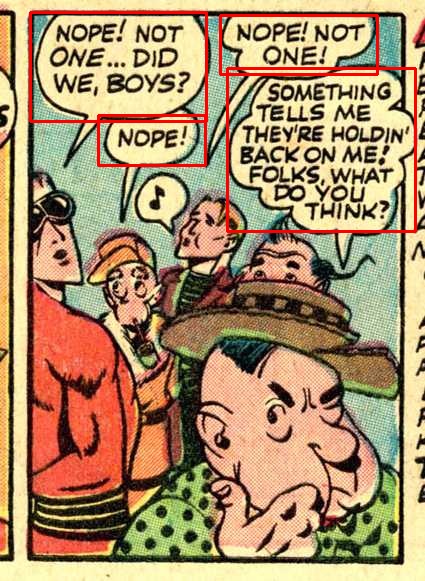 NOPE! NOT
ONE... DID
WE, BOYS?
NOPE!
NOPE! NOT
ONE!
SOMETHING
TELLS ME
THEY'RE HOLDIN'
BACK ON ME!
FOLKS, WHAT
DO YOU
THINK?